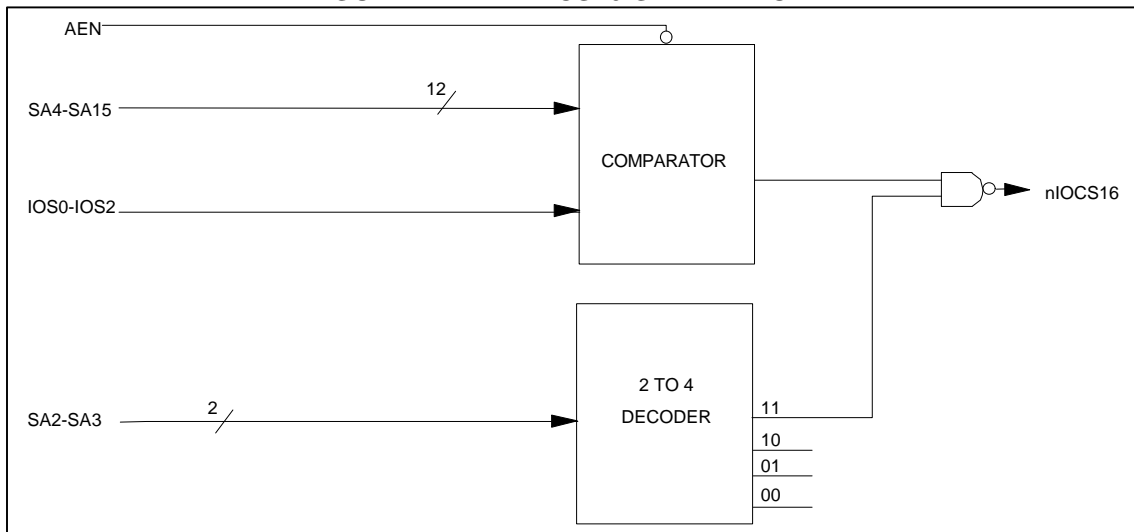 AEN
12
SA4-SA15
COMPARATOR
IOS0-IOS2
nIOCS16
2 TO 4
DECODER
2
SA2-SA3
11
10
01
00